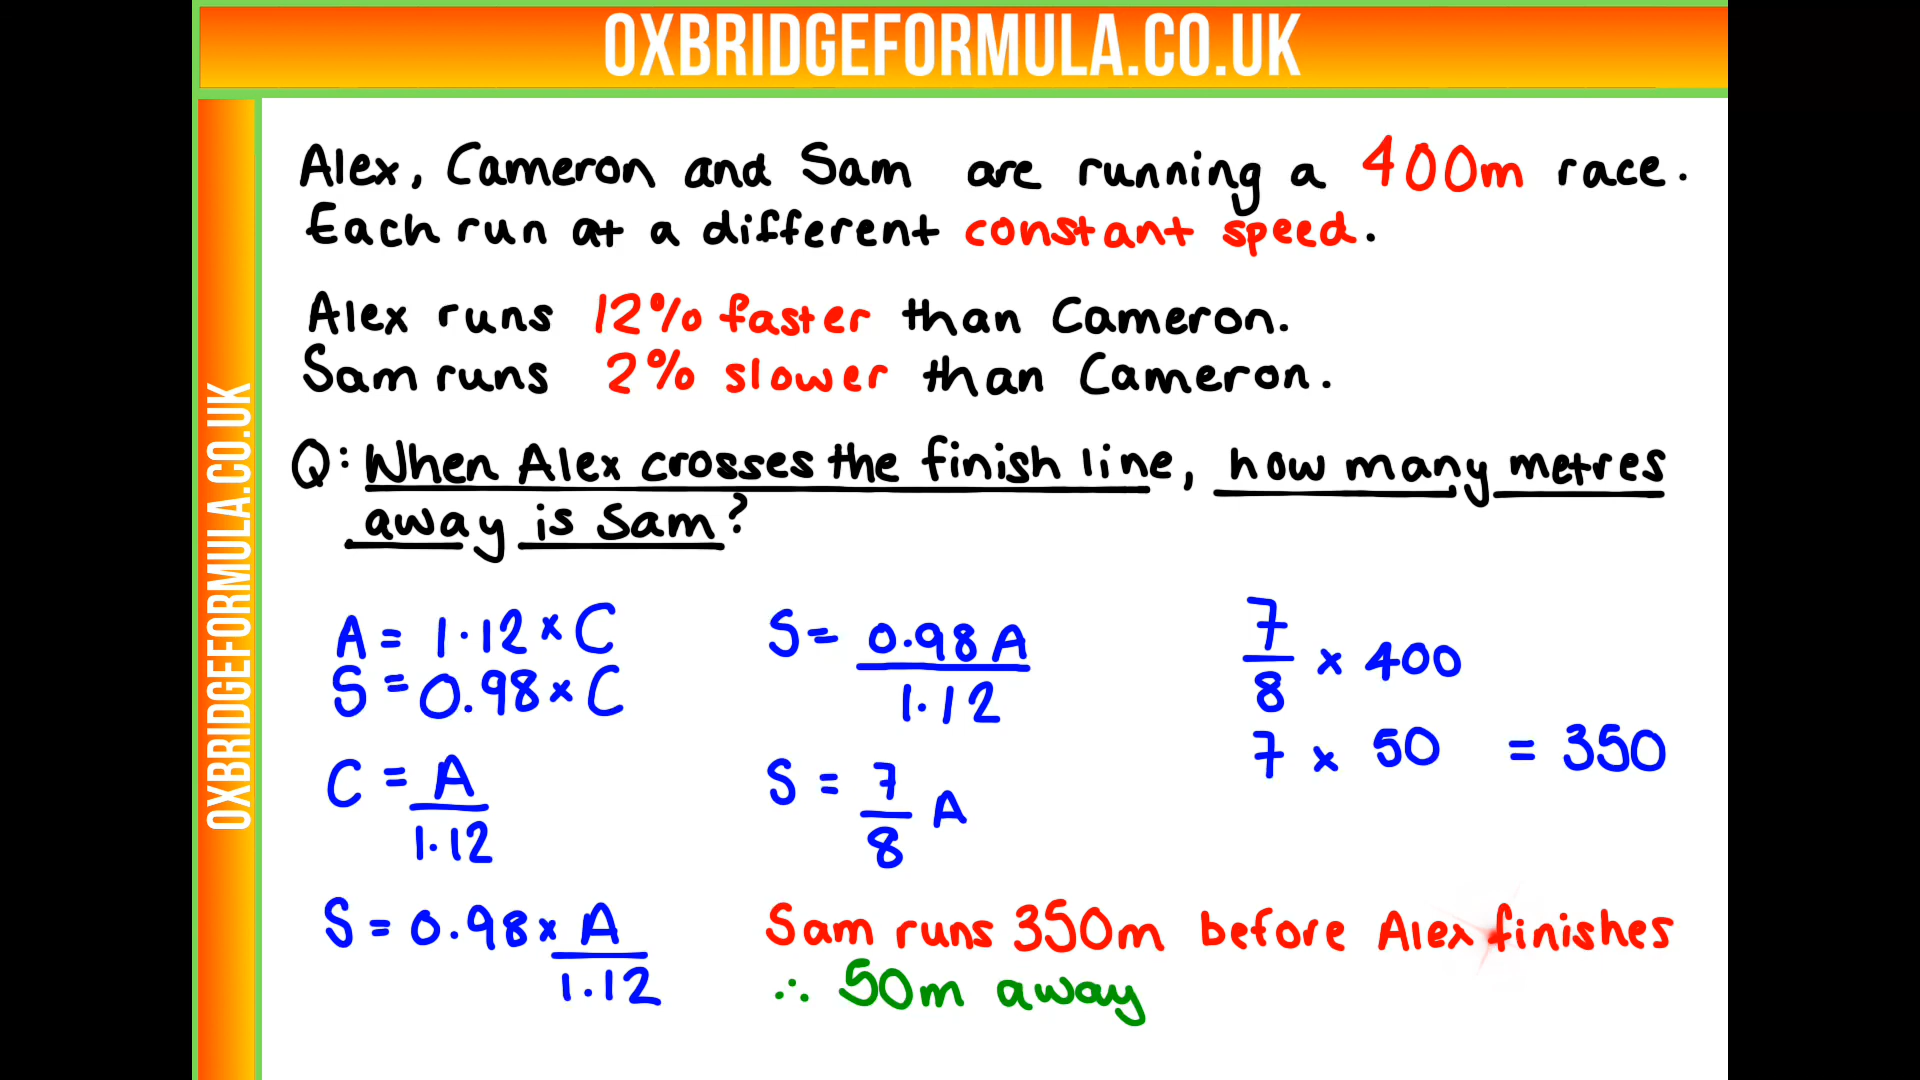 OXBRIDGEFORMULA.CO.UK
OXBRIDGEFORMULA.CO.UK
Alex, Cameron and Sam are running a 400m race.
Each run at a different constant speed.
Alex runs 12% faster than Cameron.
Sam runs 2% slower than Cameron.
Q: When Alex crosses the finish line, how many metres
away is Sam?
A = 1.12 × C
S = 0.98 × C
C = A/1.12
S = 0.98 × A/1.12
S = 0.98A/1.12
S = 7/8 A
7/8 × 400
7 × 50 = 350
Sam runs 350m before Alex finishes
∴ 50m away